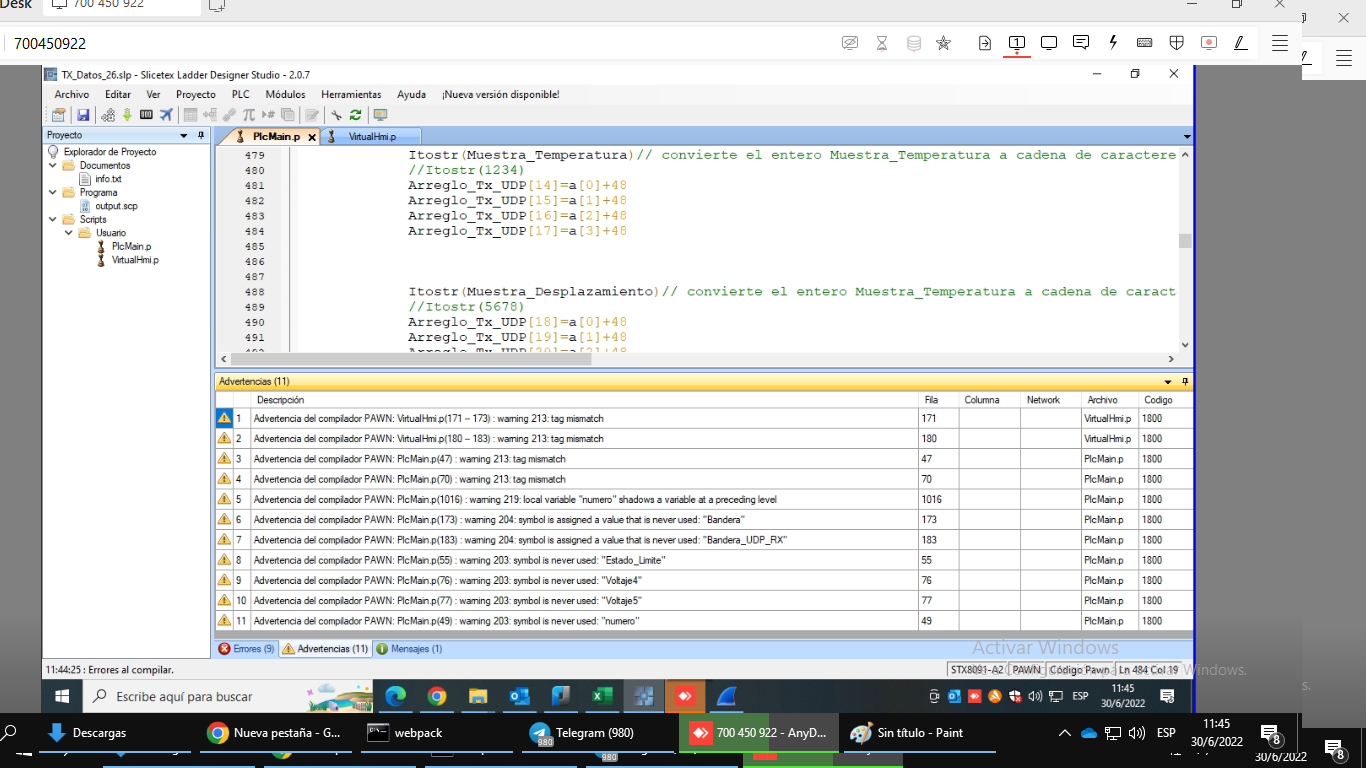 Desk
700 450 922
700450922
TX_Datos_26.slp - Slicetex Ladder Designer Studio - 2.0.7
Archivo Editar Ver Proyecto PLC Módulos Herramientas Ayuda ¡Nueva versión disponible!
Proyecto
Explorador de Proyecto
Documentos
info.txt
Programa
output.scp
Scripts
Usuario
PlcMain.p
VirtualHmi.p
PlcMain.p VirtualHmi.p
479 Itostr(Muestra_Temperatura)// convierte el entero Muestra_Temperatura a cadena de caractere
480 //Itostr(1234)
481 Arreglo_Tx_UDP[14]=a[0]+48
482 Arreglo_Tx_UDP[15]=a[1]+48
483 Arreglo_Tx_UDP[16]=a[2]+48
484 Arreglo_Tx_UDP[17]=a[3]+48
485
486
487
488 Itostr(Muestra_Desplazamiento)// convierte el entero Muestra_Temperatura a cadena de caract
489 //Itostr(5678)
490 Arreglo_Tx_UDP[18]=a[0]+48
491 Arreglo_Tx_UDP[19]=a[1]+48
492 Arreglo_Tx_UDP[20]=a[2]+48
Advertencias (11)
Descripción Fila Columna Network Archivo Codigo
1 Advertencia del compilador PAWN: VirtualHmi.p(171 -- 173) : warning 213: tag mismatch 171 VirtualHmi.p 1800
2 Advertencia del compilador PAWN: VirtualHmi.p(180 -- 183) : warning 213: tag mismatch 180 VirtualHmi.p 1800
3 Advertencia del compilador PAWN: PlcMain.p(47) : warning 213: tag mismatch 47 PlcMain.p 1800
4 Advertencia del compilador PAWN: PlcMain.p(70) : warning 213: tag mismatch 70 PlcMain.p 1800
5 Advertencia del compilador PAWN: PlcMain.p(1016) : warning 219: local variable "numero" shadows a variable at a preceding level 1016 PlcMain.p 1800
6 Advertencia del compilador PAWN: PlcMain.p(173) : warning 204: symbol is assigned a value that is never used: "Bandera" 173 PlcMain.p 1800
7 Advertencia del compilador PAWN: PlcMain.p(183) : warning 204: symbol is assigned a value that is never used: "Bandera_UDP_RX" 183 PlcMain.p 1800
8 Advertencia del compilador PAWN: PlcMain.p(55) : warning 203: symbol is never used: "Estado_Limite" 55 PlcMain.p 1800
9 Advertencia del compilador PAWN: PlcMain.p(76) : warning 203: symbol is never used: "Voltaje4" 76 PlcMain.p 1800
10 Advertencia del compilador PAWN: PlcMain.p(77) : warning 203: symbol is never used: "Voltaje5" 77 PlcMain.p 1800
11 Advertencia del compilador PAWN: PlcMain.p(49) : warning 203: symbol is never used: "numero" 49 PlcMain.p 1800
Errores (9) Advertencias (11) Mensajes (1)
Activar Windows
11:44:25 : Errores al compilar.
STX8091-A2 PAWN Código Pawn Ln 484 Col 19
Windows.
s.
Escribe aquí para buscar
ESP
11:45
30/6/2022
Descargas
Nueva pestaña - G...
webpack
Telegram (980)
980
700 450 922 - AnyD...
Sin título - Paint
ESP
11:45
30/6/2022
8
980
30/06/2022
8